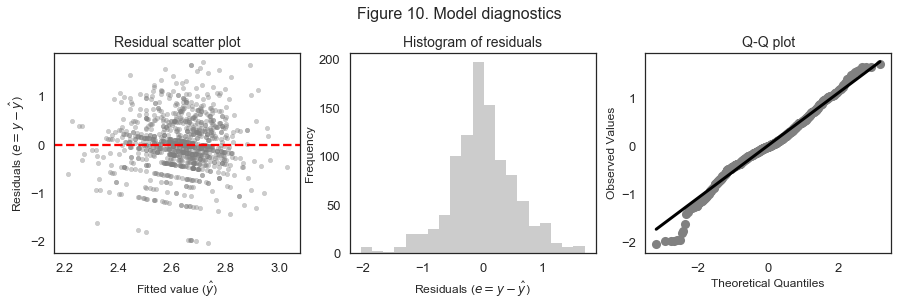 Figure 10. Model diagnostics
Residual scatter plot
Residuals (e = y − ŷ)
1
0
−1
−2
2.2 2.4 2.6 2.8 3.0
Fitted value (ŷ)
Histogram of residuals
Frequency
200
150
100
50
0
−2 −1 0 1
Residuals (e = y − ŷ)
Q-Q plot
Observed Values
1
0
−1
−2
−2 0 2
Theoretical Quantiles